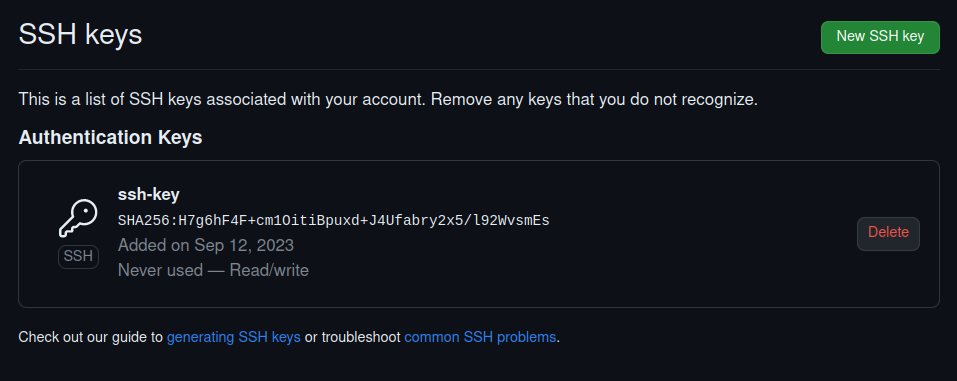 SSH keys
New SSH key
This is a list of SSH keys associated with your account. Remove any keys that you do not recognize.
Authentication Keys
ssh-key
SHA256:H7g6hF4F+cm1OitiBpuxd+J4Ufabry2x5/l92WvsmEs
SSH
Added on Sep 12, 2023
Never used — Read/write
Delete
Check out our guide to generating SSH keys or troubleshoot common SSH problems.